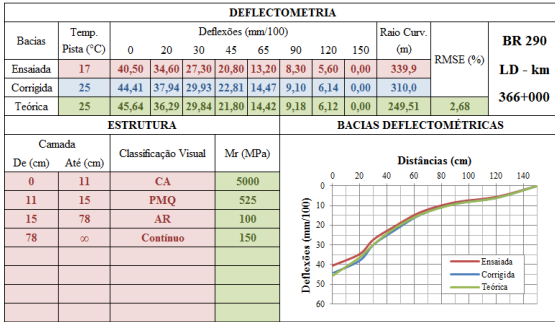 DEFLECTOMETRIA
Bacias Temp. Pista (°C) Deflexões (mm/100) Raio Curv. (m) RMSE (%) BR 290 LD - km 366+000
0 20 30 45 65 90 120 150
Ensaiada 17 40,50 34,60 27,30 20,80 13,20 8,30 5,60 0,00 339,9
Corrigida 25 44,41 37,94 29,93 22,81 14,47 9,10 6,14 0,00 310,0
Teórica 25 45,64 36,29 29,84 21,80 14,42 9,18 6,12 0,00 249,51 2,68
ESTRUTURA BACIAS DEFLECTOMÉTRICAS
Camada Classificação Visual Mr (MPa)
De (cm) Até (cm)
0 11 CA 5000
11 15 PMQ 525
15 78 AR 100
78 ∞ Contínuo 150
Distâncias (cm)
0 20 40 60 80 100 120 140
Deflexões (mm/100)
0
10
20
30
40
50
60
Ensaiada
Corrigida
Teórica